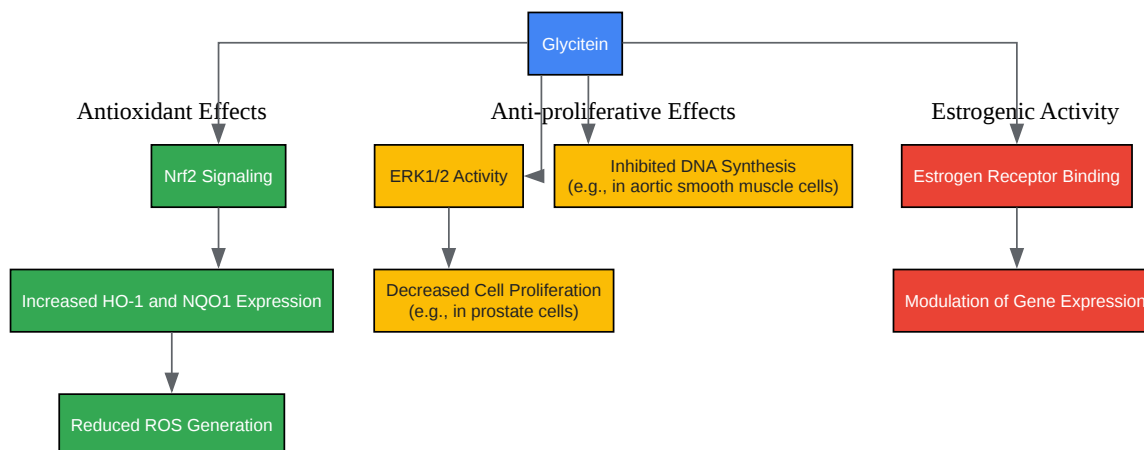 Glycitein
Antioxidant Effects
Anti-proliferative Effects
Estrogenic Activity
Nrf2 Signaling
ERK1/2 Activity
Inhibited DNA Synthesis
(e.g., in aortic smooth muscle cells)
Estrogen Receptor Binding
Increased HO-1 and NQO1 Expression
Decreased Cell Proliferation
(e.g., in prostate cells)
Modulation of Gene Expression
Reduced ROS Generation